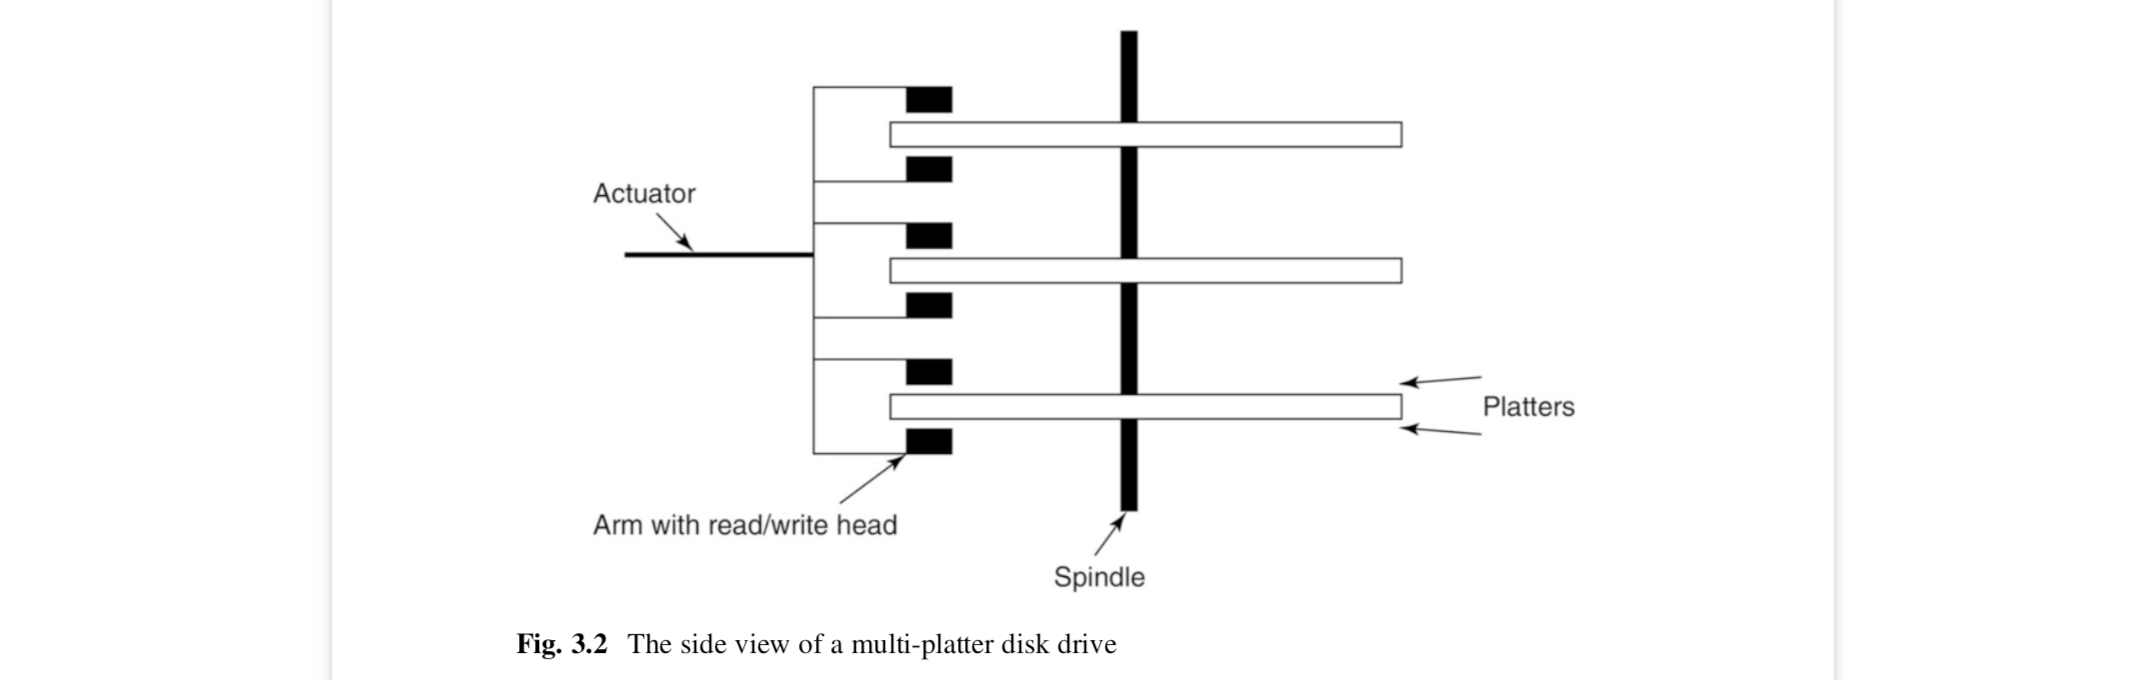 Actuator
Platters
Arm with read/write head
Spindle
Fig. 3.2 The side view of a multi-platter disk drive